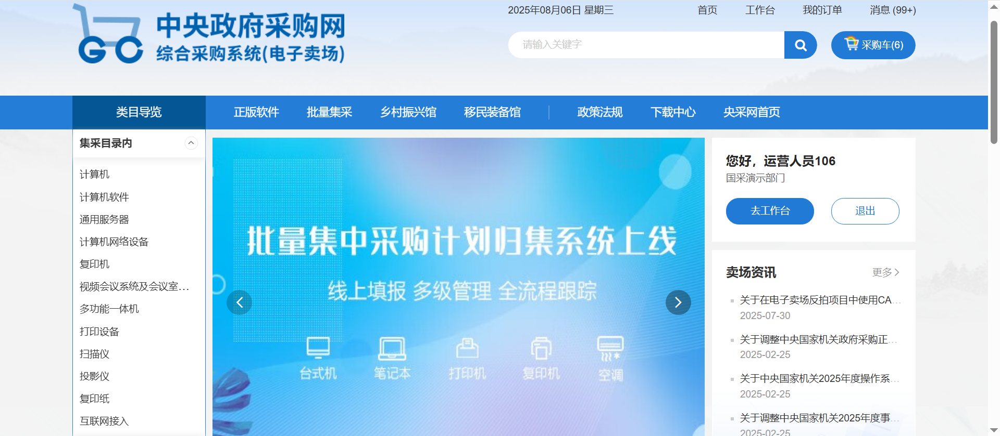 中央政府采购网
综合采购系统(电子卖场)
2025年08月06日 星期三
首页
工作台
我的订单
消息 (99+)
请输入关键字
采购车(6)
类目导览
正版软件
批量集采
乡村振兴馆
移民装备馆
政策法规
下载中心
央采网首页
集采目录内
计算机
计算机软件
通用服务器
计算机网络设备
复印机
视频会议系统及会议室...
多功能一体机
打印设备
扫描仪
投影仪
复印纸
互联网接入
批量集中采购计划归集系统上线
线上填报 多级管理 全流程跟踪
台式机
笔记本
打印机
复印机
空调
您好，运营人员106
国采演示部门
去工作台
退出
卖场资讯
更多
关于在电子卖场反拍项目中使用CA...
2025-07-30
关于调整中央国家机关政府采购正...
2025-02-25
关于中央国家机关2025年度操作系...
2025-02-25
关于调整中央国家机关2025年度事...
2025-02-25